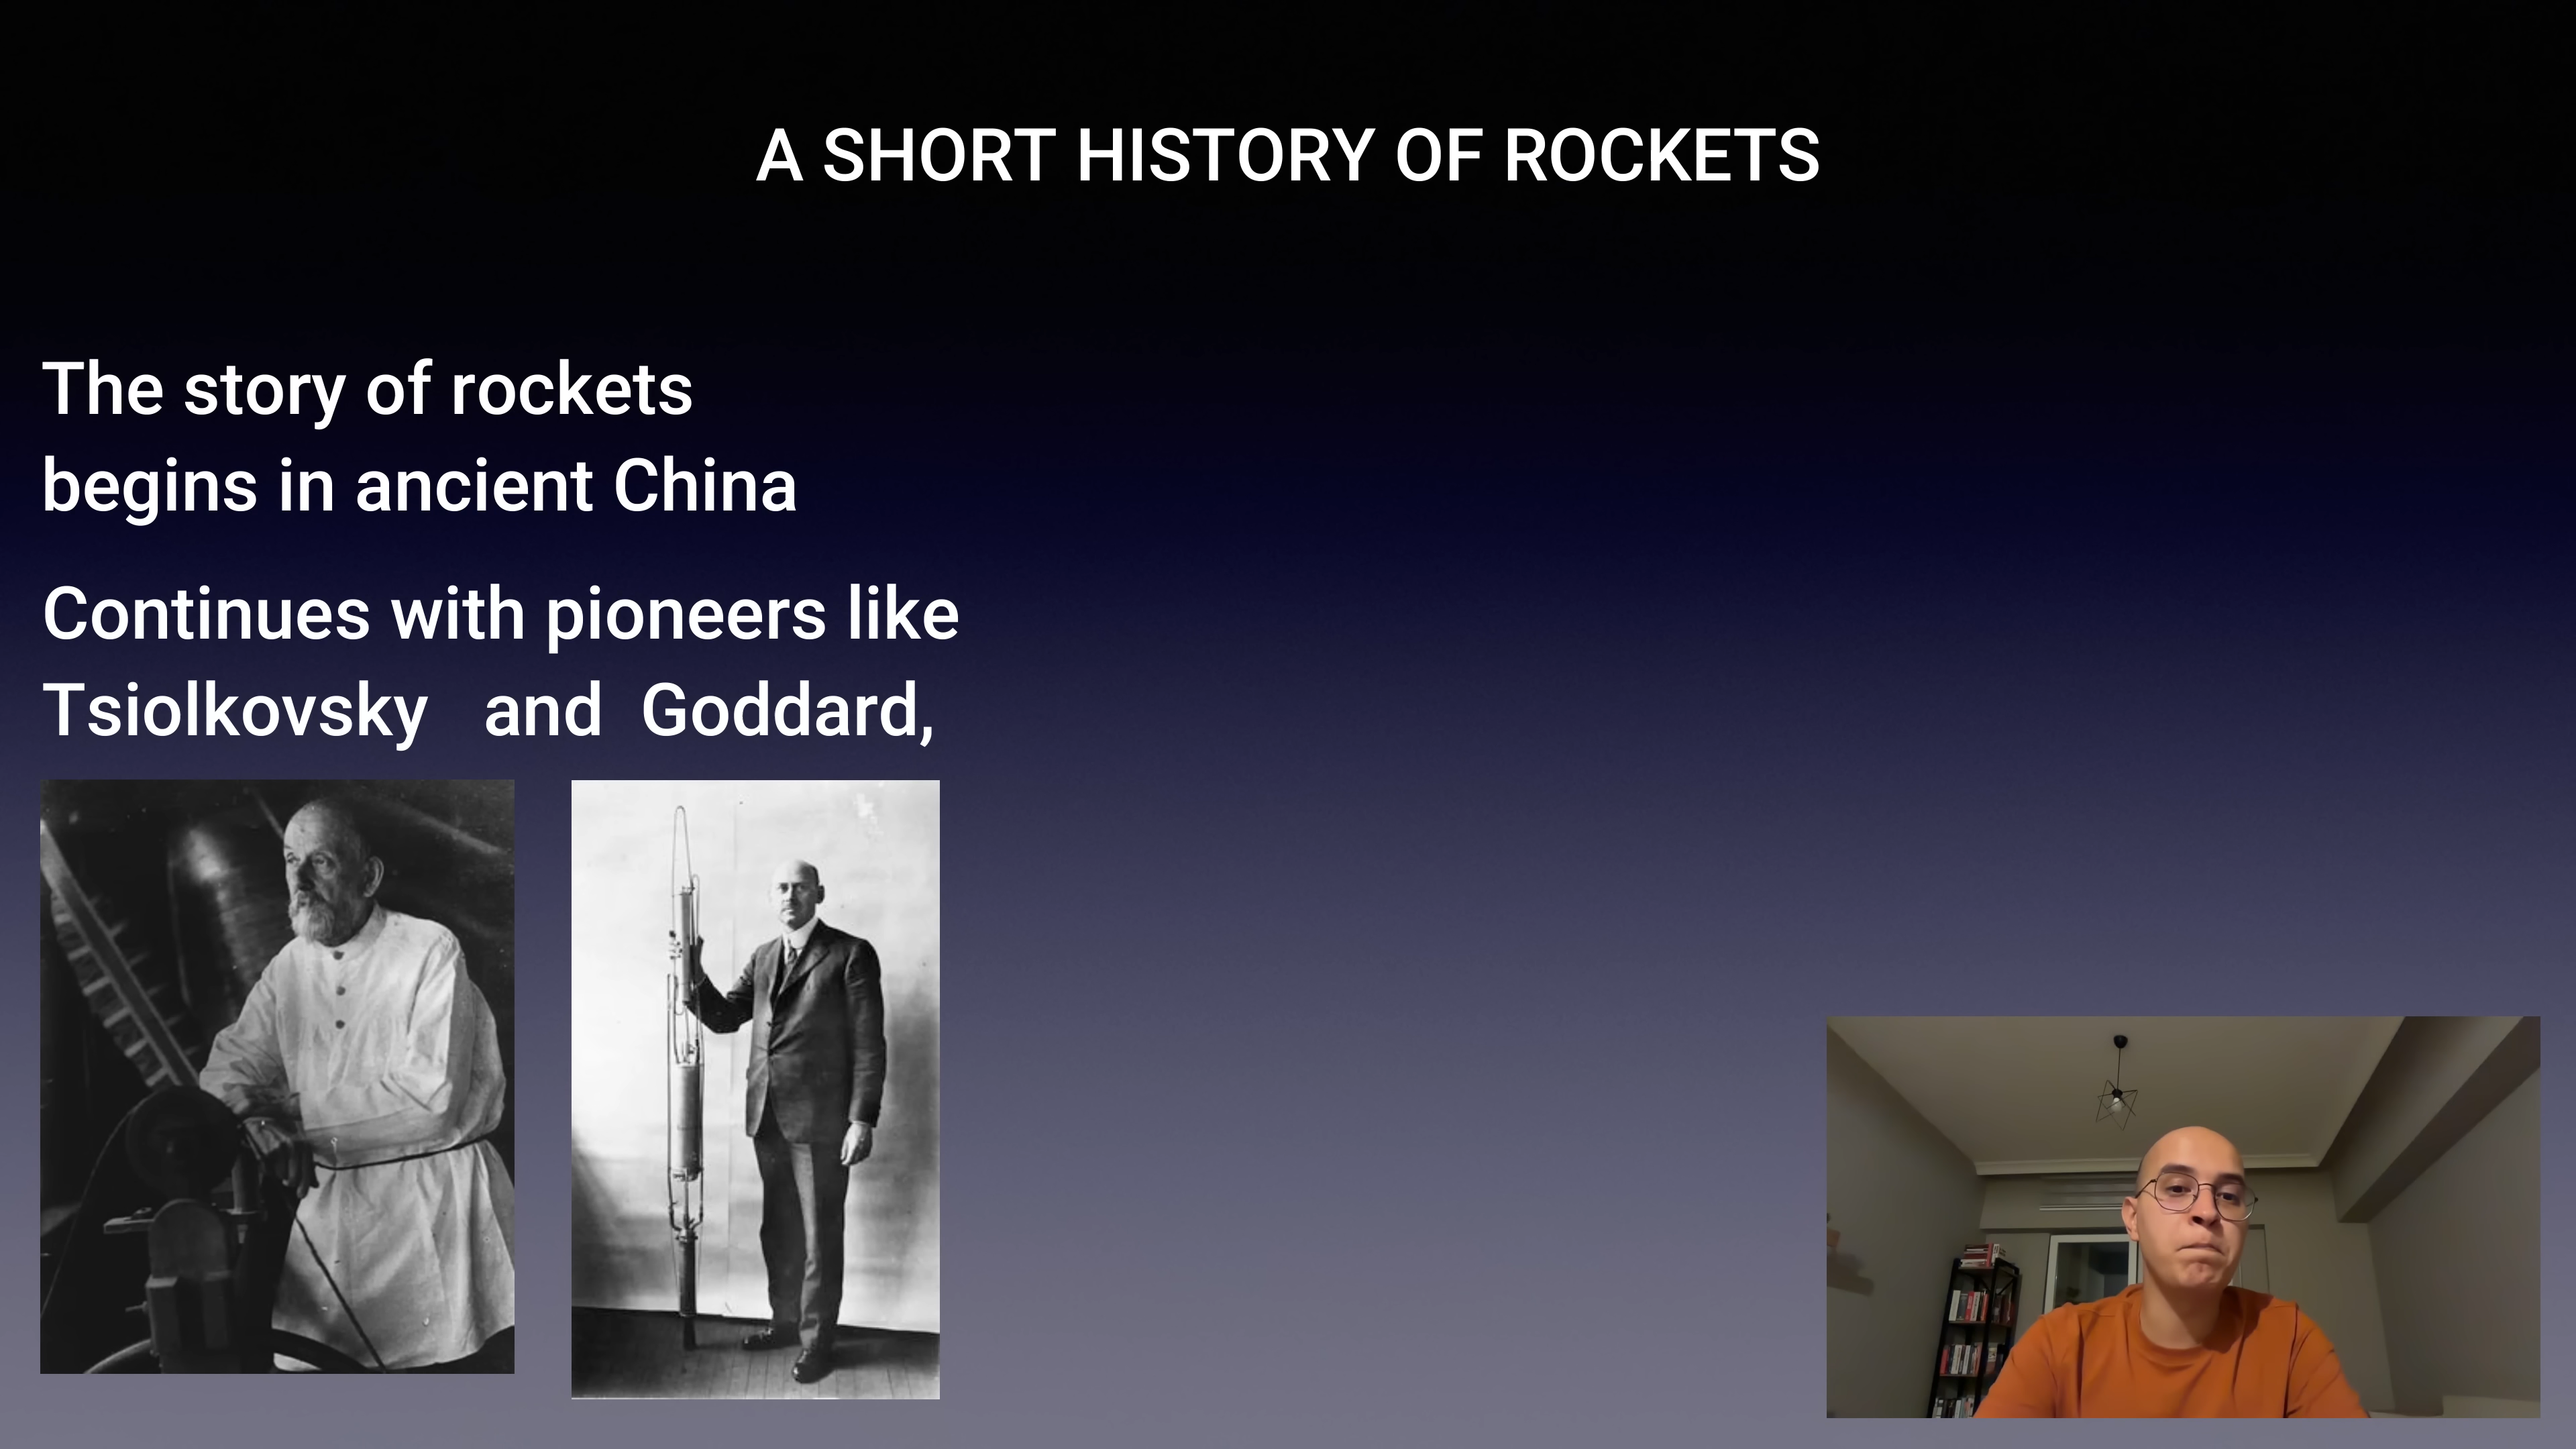 A SHORT HISTORY OF ROCKETS
The story of rockets
begins in ancient China
Continues with pioneers like
Tsiolkovsky and Goddard,